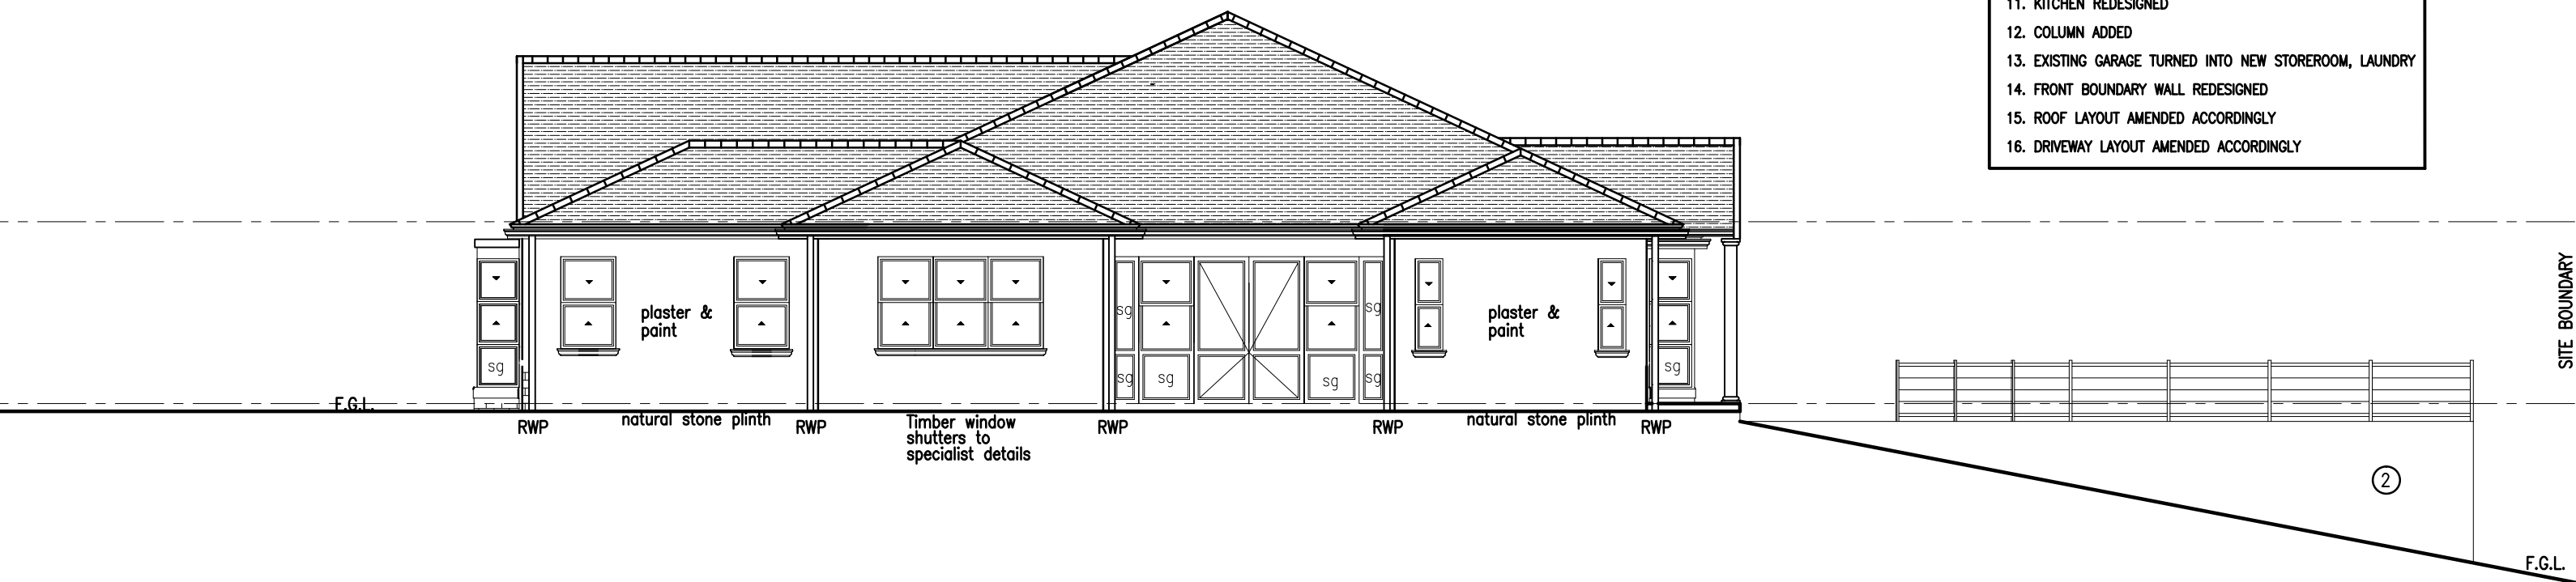 11. KITCHEN REDESIGNED
12. COLUMN ADDED
13. EXISTING GARAGE TURNED INTO NEW STOREROOM, LAUNDRY
14. FRONT BOUNDARY WALL REDESIGNED
15. ROOF LAYOUT AMENDED ACCORDINGLY
16. DRIVEWAY LAYOUT AMENDED ACCORDINGLY
SITE BOUNDARY
plaster &
paint
plaster &
paint
sg
sg
sg
sg
sg
sg
sg
sg
F.G.L.
RWP
natural stone plinth
RWP
Timber window
shutters to
specialist details
RWP
RWP
natural stone plinth
RWP
2
F.G.L.